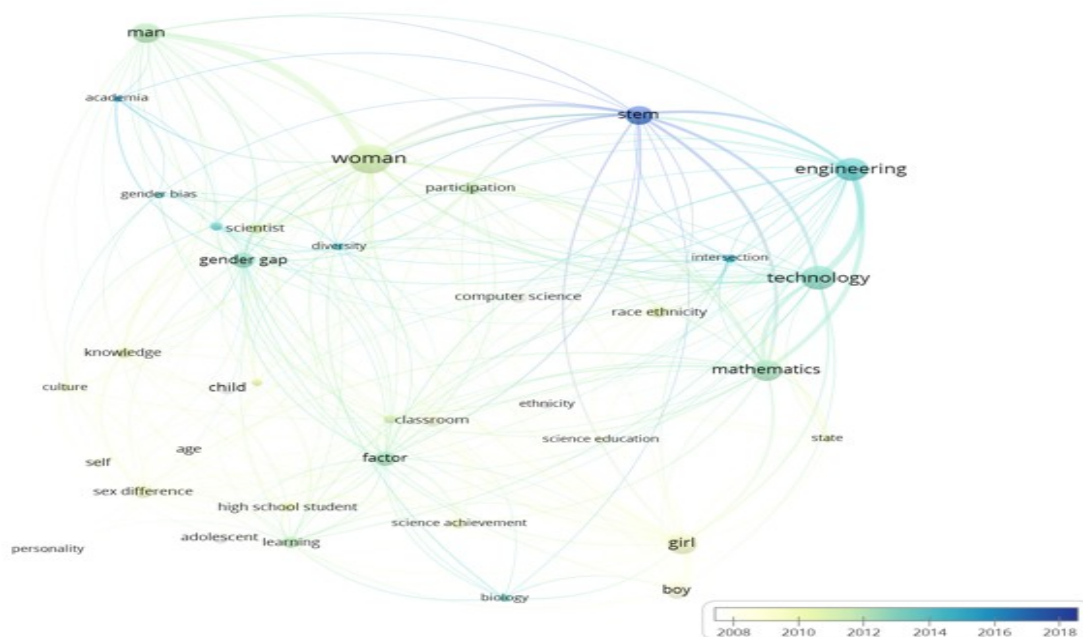 man
academia
stem
woman
engineering
participation
gender bias
scientist
diversity
gender gap
intersection
technology
computer science
race ethnicity
knowledge
mathematics
culture
child
ethnicity
classroom
science education
state
age
factor
self
sex difference
high school student
science achievement
adolescent
learning
girl
personality
boy
biology
2008 2010 2012 2014 2016 2018